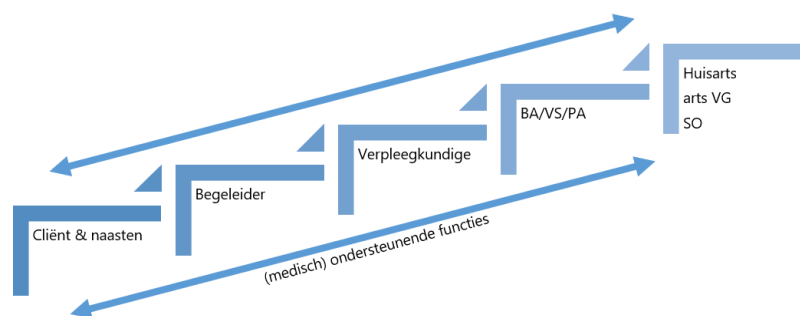 Cliënt & naasten
Begeleider
Verpleegkundige
BA/VS/PA
Huisarts
arts VG
SO
(medisch) ondersteunende functies